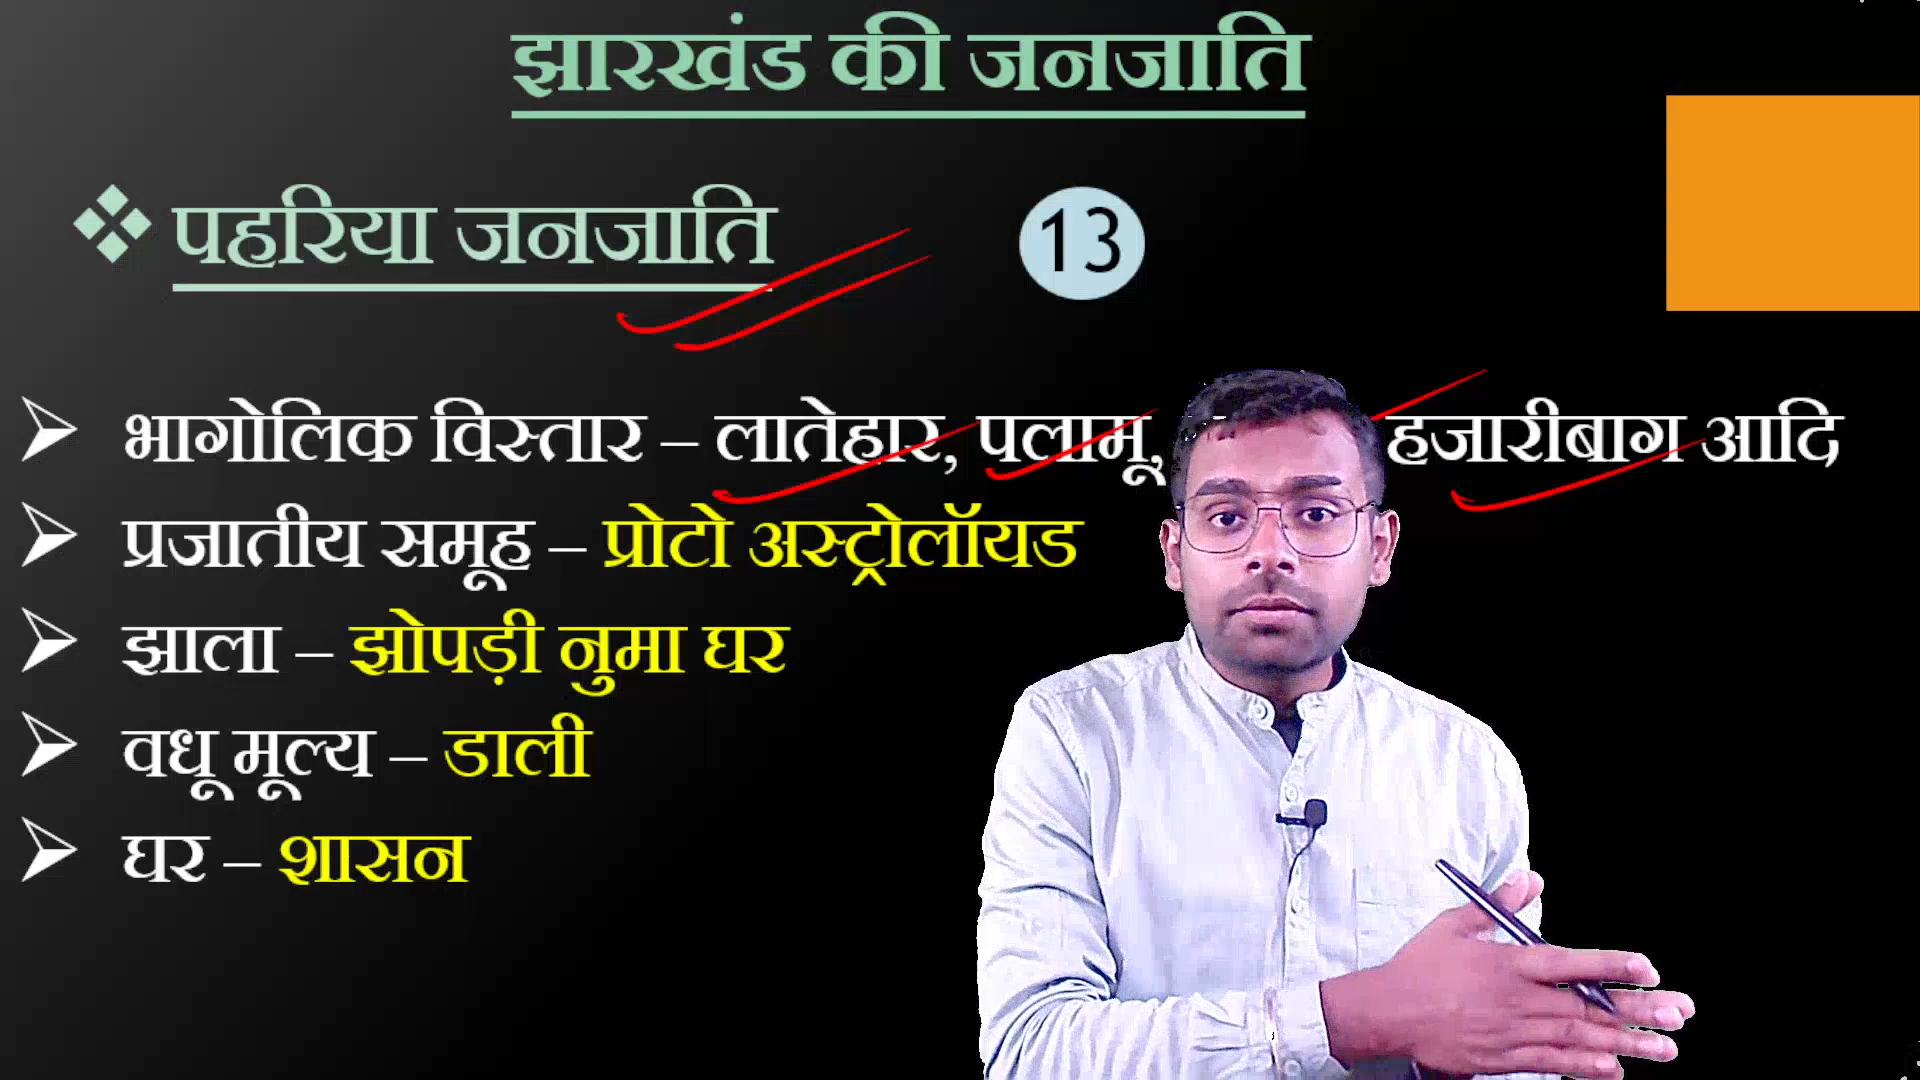 झारखंड की जनजाति
❖ पहरिया जनजाति 13
➢ भागोलिक विस्तार – लातेहार, पलामू, हजारीबाग आदि
➢ प्रजातीय समूह – प्रोटो अस्ट्रोलॉयड
➢ झाला – झोपड़ी नुमा घर
➢ वधू मूल्य – डाली
➢ घर – शासन